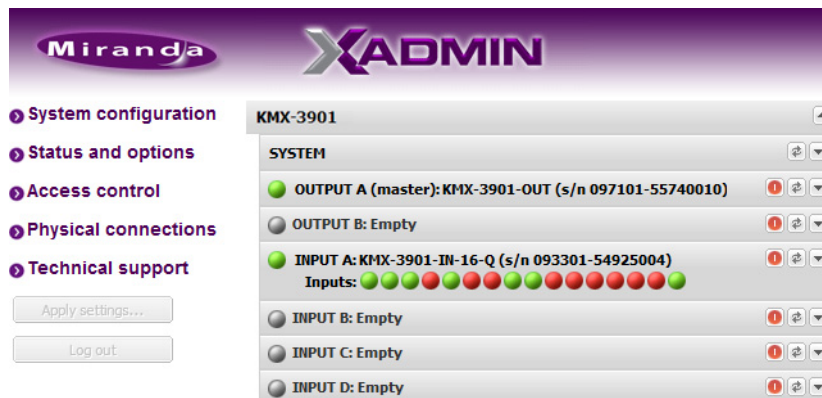 Miranda
XADMIN
System configuration
Status and options
Access control
Physical connections
Technical support
Apply settings...
Log out
KMX-3901
SYSTEM
OUTPUT A (master): KMX-3901-OUT (s/n 097101-55740010)
OUTPUT B: Empty
INPUT A: KMX-3901-IN-16-Q (s/n 093301-54925004)
Inputs:
INPUT B: Empty
INPUT C: Empty
INPUT D: Empty